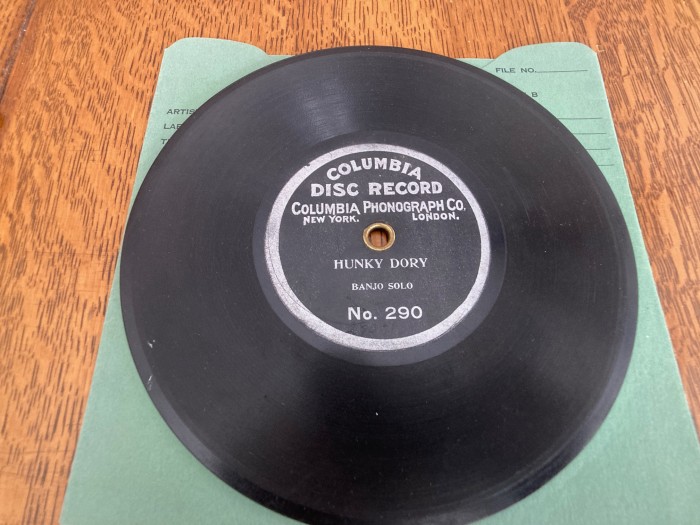 FILE NO.
B
COLUMBIA
DISC RECORD
COLUMBIA PHONOGRAPH CO.
NEW YORK. LONDON.
HUNKY DORY
BANJO SOLO
No. 290